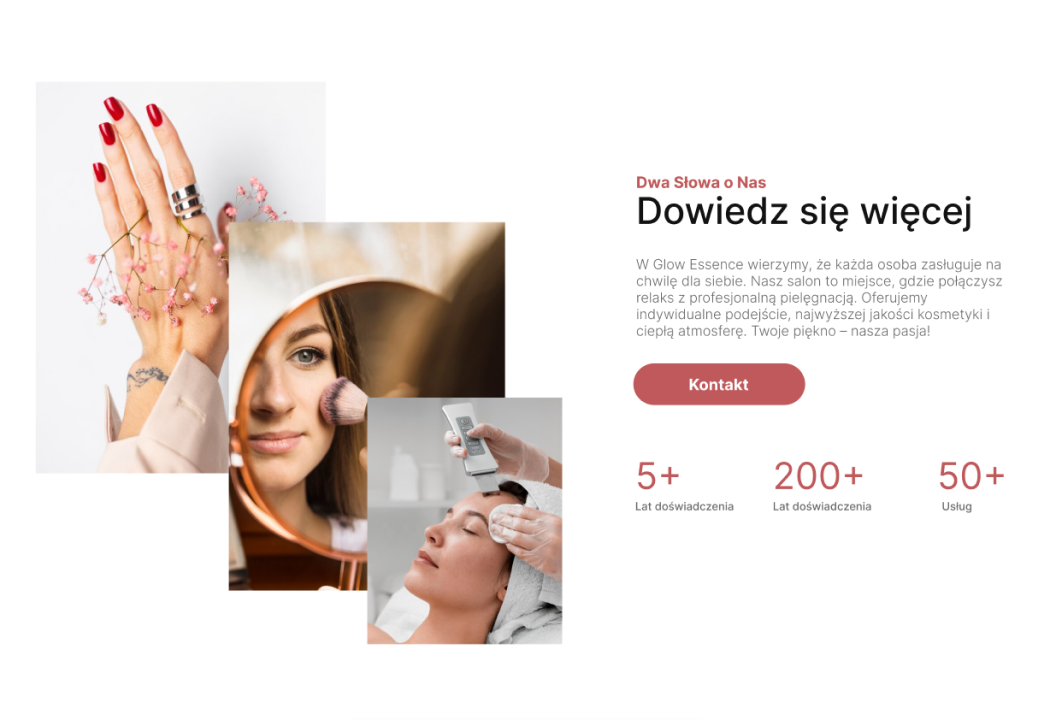 Dwa Słowa o Nas
Dowiedz się więcej
W Glow Essence wierzymy, że każda osoba zasługuje na
chwilę dla siebie. Nasz salon to miejsce, gdzie połączysz
relaks z profesjonalną pielęgnacją. Oferujemy
indywidualne podejście, najwyższej jakości kosmetyki i
ciepłą atmosferę. Twoje piękno – nasza pasja!
Kontakt
5+ 200+ 50+
Lat doświadczenia Lat doświadczenia Usług